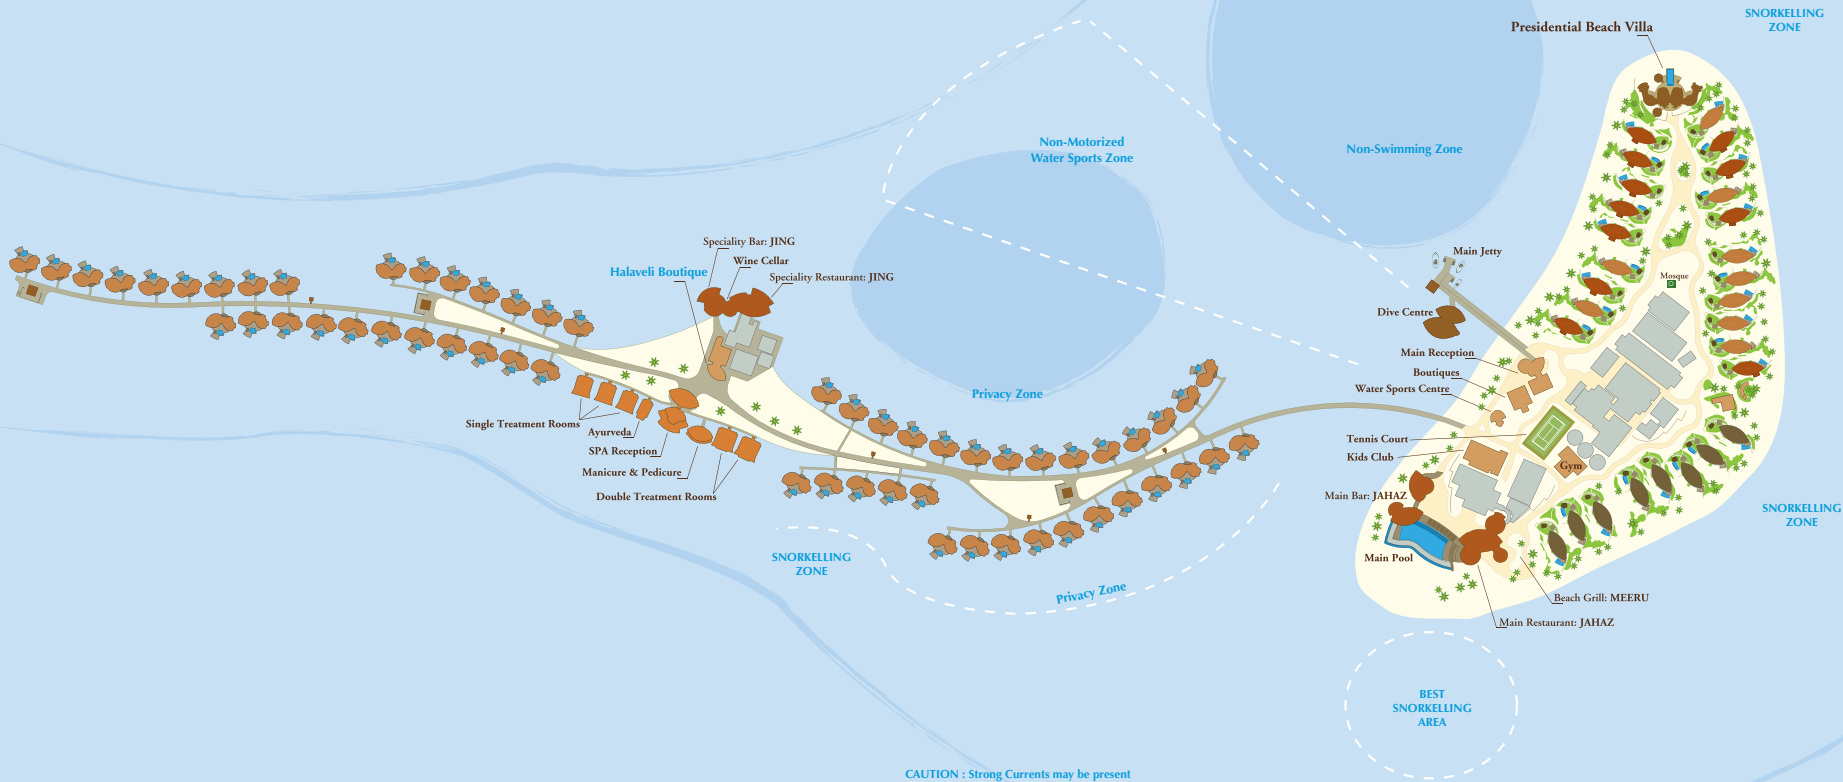 SNORKELLING
ZONE
Presidential Beach Villa
Non-Motorized
Water Sports Zone
Non-Swimming Zone
Speciality Bar: JING
Wine Cellar
Halaveli Boutique
Speciality Restaurant: JING
Main Jetty
Mosque
Dive Centre
Main Reception
Boutiques
Water Sports Centre
Privacy Zone
Single Treatment Rooms
Ayurveda
SPA Reception
Manicure & Pedicure
Double Treatment Rooms
Tennis Court
Kids Club
Gym
Main Bar: JAHAZ
SNORKELLING
ZONE
SNORKELLING
ZONE
Main Pool
Privacy Zone
Beach Grill: MEERU
Main Restaurant: JAHAZ
BEST
SNORKELLING
AREA
CAUTION : Strong Currents may be present